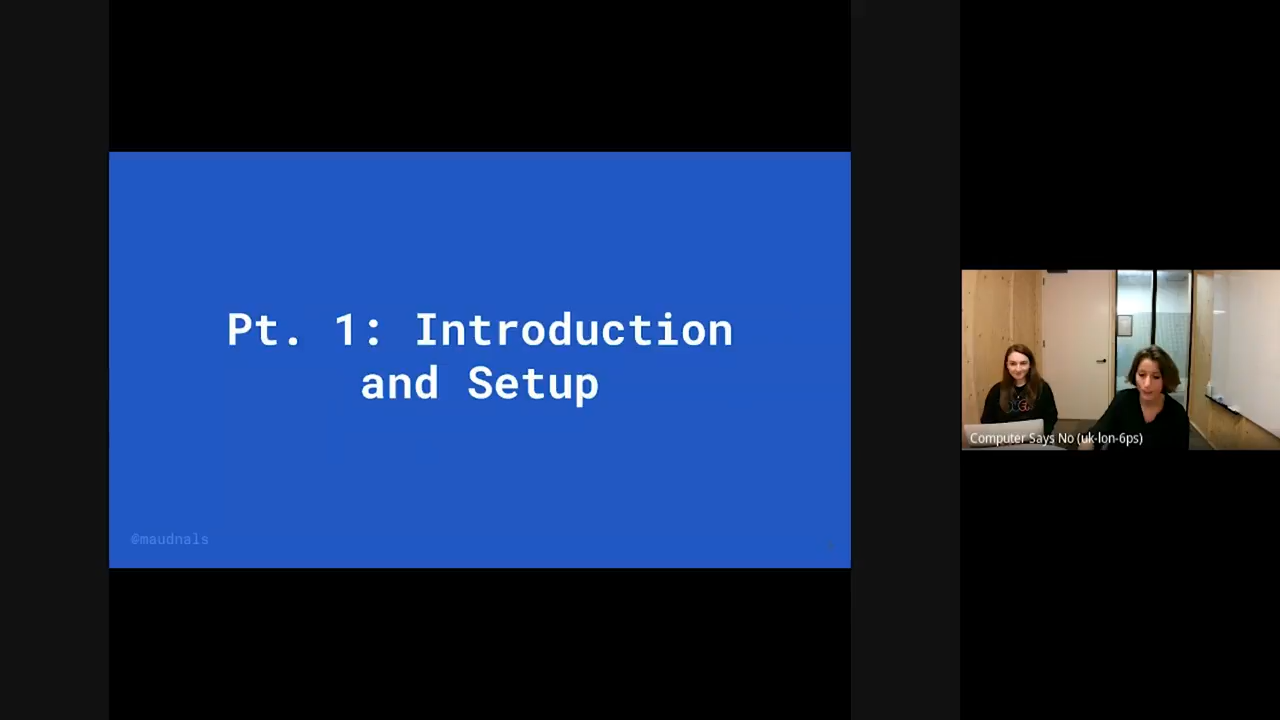 Pt. 1: Introduction
and Setup
@maudnals
Computer Says No (uk-lon-6ps)